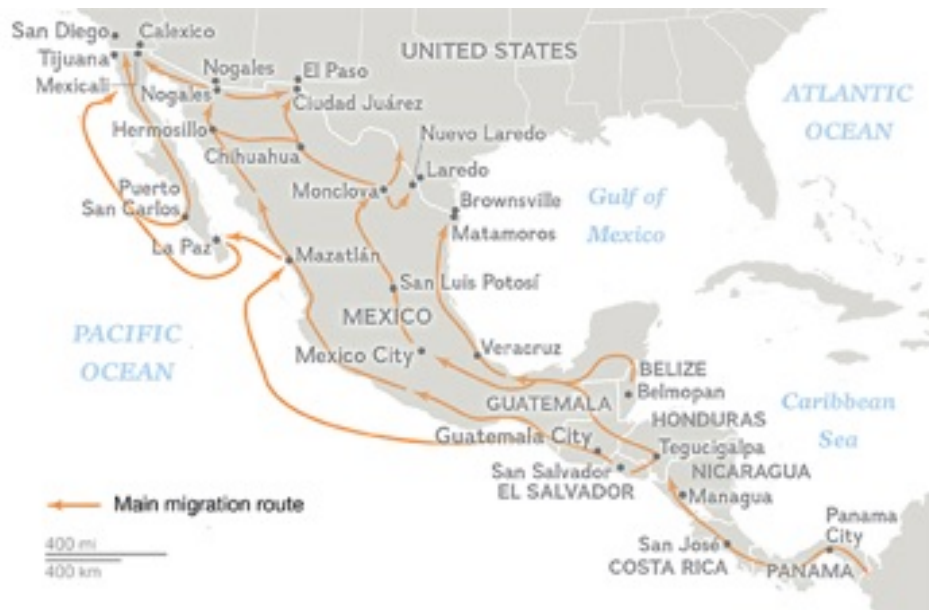 San Diego
Calexico
Tijuana
Mexicali
Nogales
Nogales
El Paso
Ciudad Juárez
UNITED STATES
ATLANTIC
OCEAN
Hermosillo
Chihuahua
Nuevo Laredo
Laredo
Monclova
Brownsville
Matamoros
Gulf of
Mexico
Puerto
San Carlos
La Paz
Mazatlán
San Luis Potosí
MEXICO
PACIFIC
OCEAN
Mexico City
Veracruz
BELIZE
Belmopan
GUATEMALA
HONDURAS
Caribbean
Sea
Guatemala City
Tegucigalpa
San Salvador
EL SALVADOR
NICARAGUA
Managua
Main migration route
400 mi
400 km
San José
COSTA RICA
Panama
City
PANAMA